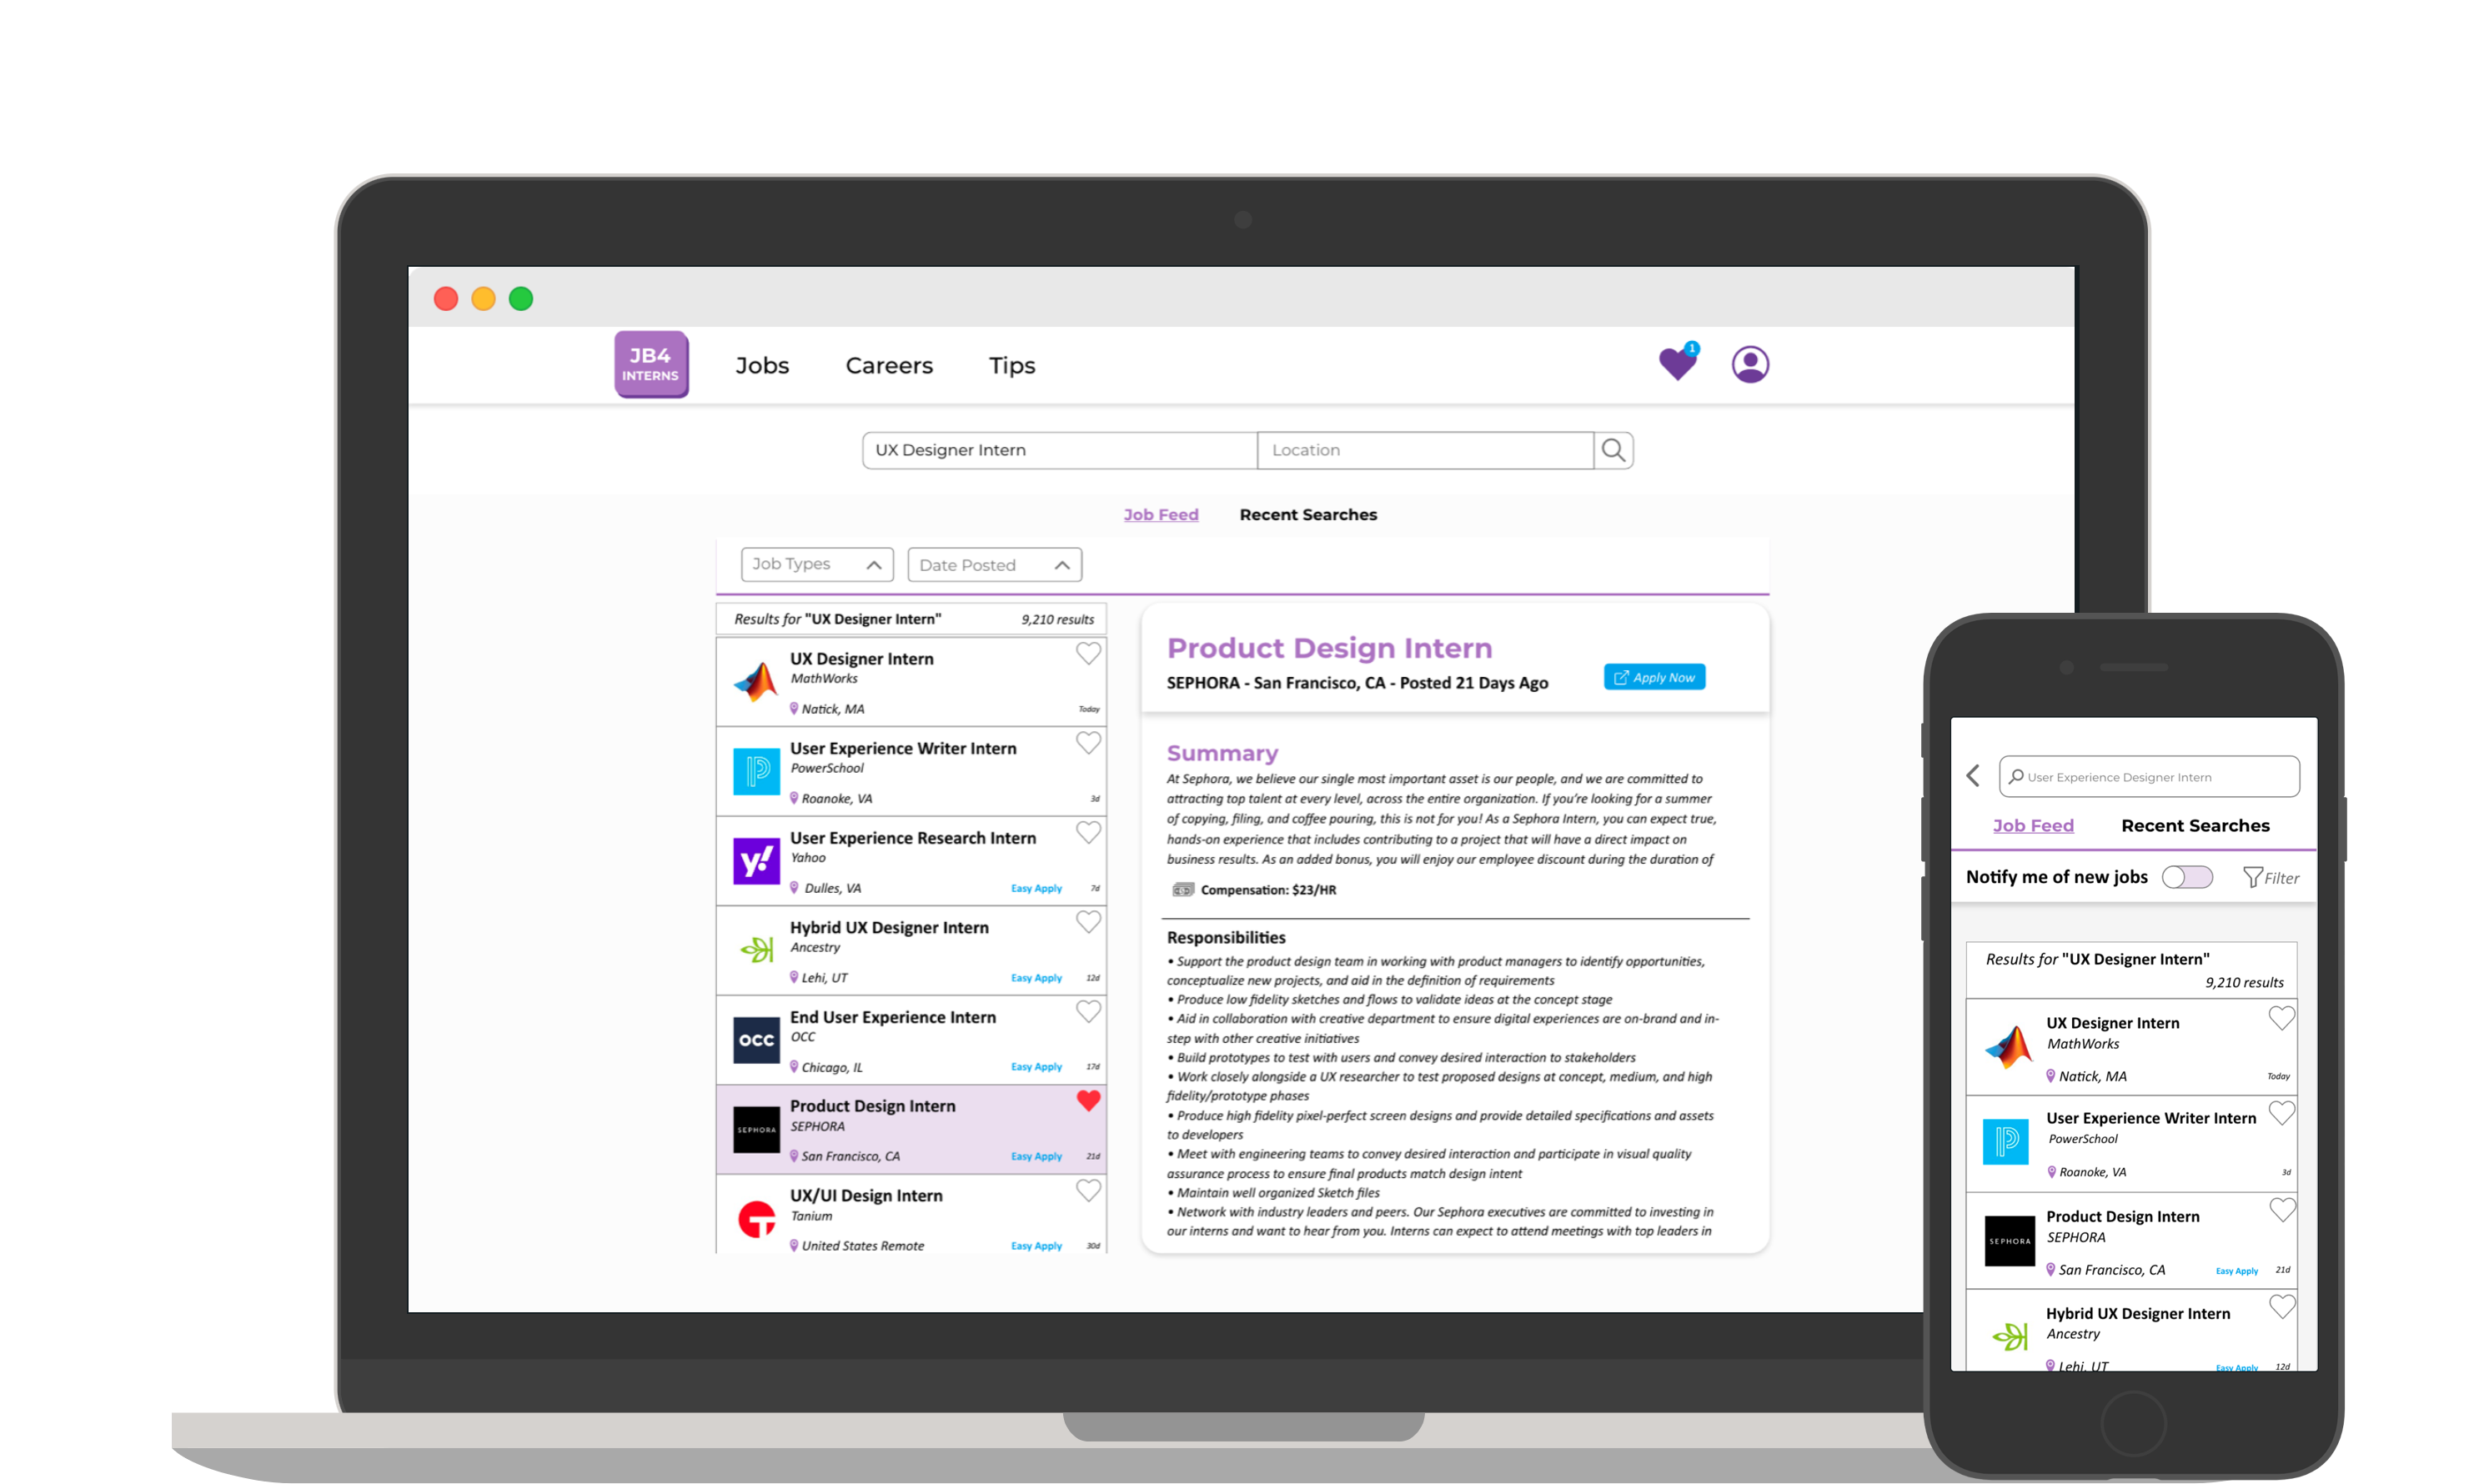 JB4
INTERNS
Jobs
Careers
Tips
1
UX Designer Intern
Location
Job Feed
Recent Searches
Job Types
Date Posted
Results for "UX Designer Intern"
9,210 results
UX Designer Intern
MathWorks
Natick, MA
Today
User Experience Writer Intern
PowerSchool
Roanoke, VA
3d
y!
User Experience Research Intern
Yahoo
Dulles, VA
Easy Apply
7d
Hybrid UX Designer Intern
Ancestry
Lehi, UT
Easy Apply
12d
OCC
End User Experience Intern
OCC
Chicago, IL
Easy Apply
17d
SEPHORA
Product Design Intern
SEPHORA
San Francisco, CA
Easy Apply
21d
UX/UI Design Intern
Tanium
United States Remote
Easy Apply
30d
Product Design Intern
SEPHORA - San Francisco, CA - Posted 21 Days Ago
Apply Now
Summary
At Sephora, we believe our single most important asset is our people, and we are committed to
attracting top talent at every level, across the entire organization. If you're looking for a summer
of copying, filing, and coffee pouring, this is not for you! As a Sephora Intern, you can expect true,
hands-on experience that includes contributing to a project that will have a direct impact on
business results. As an added bonus, you will enjoy our employee discount during the duration of
Compensation: $23/HR
Responsibilities
• Support the product design team in working with product managers to identify opportunities,
conceptualize new projects, and aid in the definition of requirements
• Produce low fidelity sketches and flows to validate ideas at the concept stage
• Aid in collaboration with creative department to ensure digital experiences are on-brand and in-
step with other creative initiatives
• Build prototypes to test with users and convey desired interaction to stakeholders
• Work closely alongside a UX researcher to test proposed designs at concept, medium, and high
fidelity/prototype phases
• Produce high fidelity pixel-perfect screen designs and provide detailed specifications and assets
to developers
• Meet with engineering teams to convey desired interaction and participate in visual quality
assurance process to ensure final products match design intent
• Maintain well organized Sketch files
• Network with industry leaders and peers. Our Sephora executives are committed to investing in
our interns and want to hear from you. Interns can expect to attend meetings with top leaders in
User Experience Designer Intern
Job Feed
Recent Searches
Notify me of new jobs
Filter
Results for "UX Designer Intern"
9,210 results
UX Designer Intern
MathWorks
Natick, MA
Today
User Experience Writer Intern
PowerSchool
Roanoke, VA
3d
SEPHORA
Product Design Intern
SEPHORA
San Francisco, CA
Easy Apply
21d
Hybrid UX Designer Intern
Ancestry
Lehi, UT
Easy Apply
12d